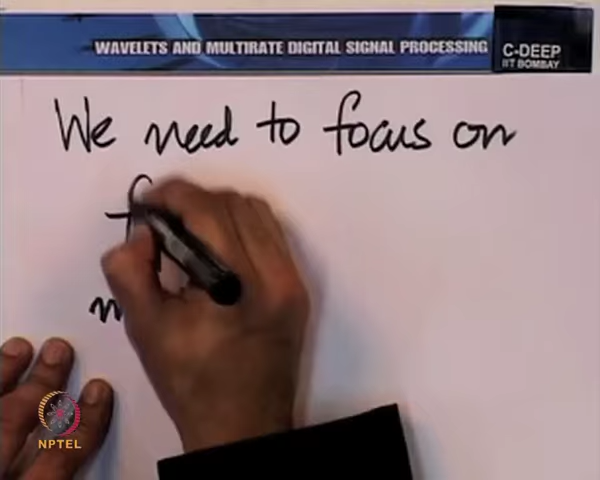 WAVELETS AND MULTIRATE DIGITAL SIGNAL PROCESSING
C-DEEP
IIT BOMBAY
We need to focus on
f
NPTEL